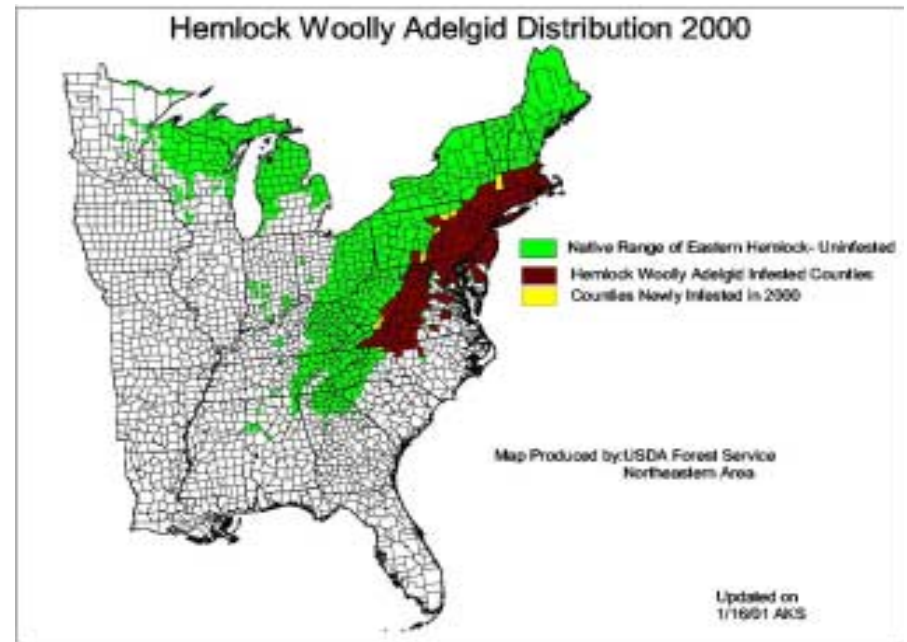 Hemlock Woolly Adelgid Distribution 2000
Native Range of Eastern Hemlock- Uninfested
Hemlock Woolly Adelgid Infested Counties
Counties Newly Infested in 2000
Map Produced by:USDA Forest Service
Northeastern Area
Updated on
1/16/01 AKS